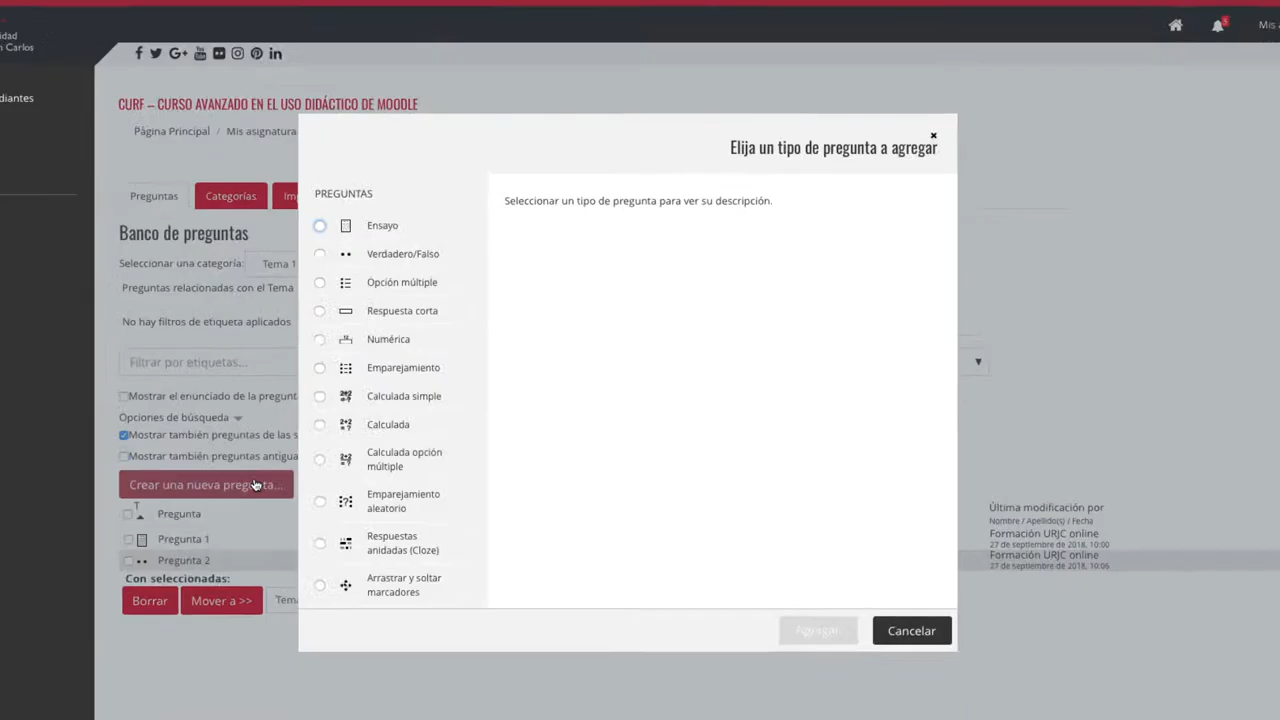 idad
n Carlos
Mis
diantes
CURF – CURSO AVANZADO EN EL USO DIDÁCTICO DE MOODLE
Página Principal / Mis asignatura
Elija un tipo de pregunta a agregar
Preguntas
Categorías
Im
PREGUNTAS
Seleccionar un tipo de pregunta para ver su descripción.
Ensayo
Verdadero/Falso
Opción múltiple
Respuesta corta
Numérica
Emparejamiento
Calculada simple
Calculada
Calculada opción
múltiple
Emparejamiento
aleatorio
Respuestas
anidadas (Cloze)
Arrastrar y soltar
marcadores
Agregar
Cancelar
Banco de preguntas
Seleccionar una categoría: Tema 1
Preguntas relacionadas con el Tema
No hay filtros de etiqueta aplicados
Filtrar por etiquetas...
Mostrar el enunciado de la pregunt
Opciones de búsqueda
Mostrar también preguntas de las s
Mostrar también preguntas antigua
Crear una nueva pregunta...
T
Pregunta
Pregunta 1
Pregunta 2
Con seleccionadas:
Borrar
Mover a >>
Tema
Última modificación por
Nombre / Apellido(s) / Fecha
Formación URJC online
27 de septiembre de 2018, 10:00
Formación URJC online
27 de septiembre de 2018, 10:06